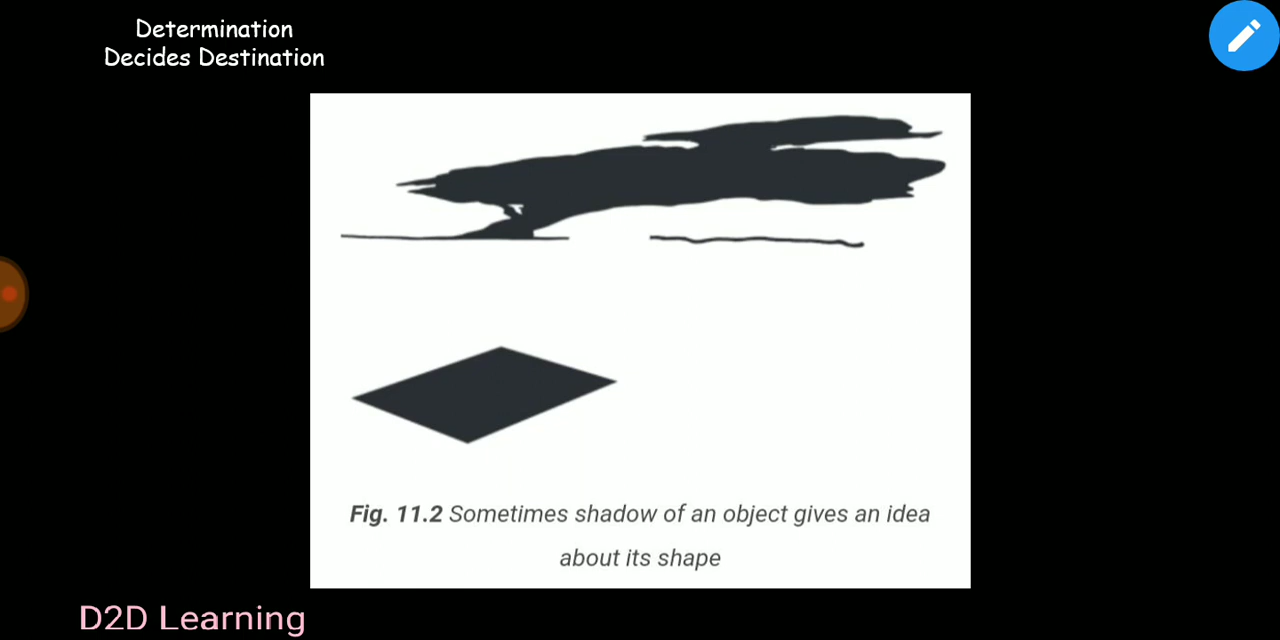 Determination
Decides Destination
Fig. 11.2 Sometimes shadow of an object gives an idea
about its shape
D2D Learning